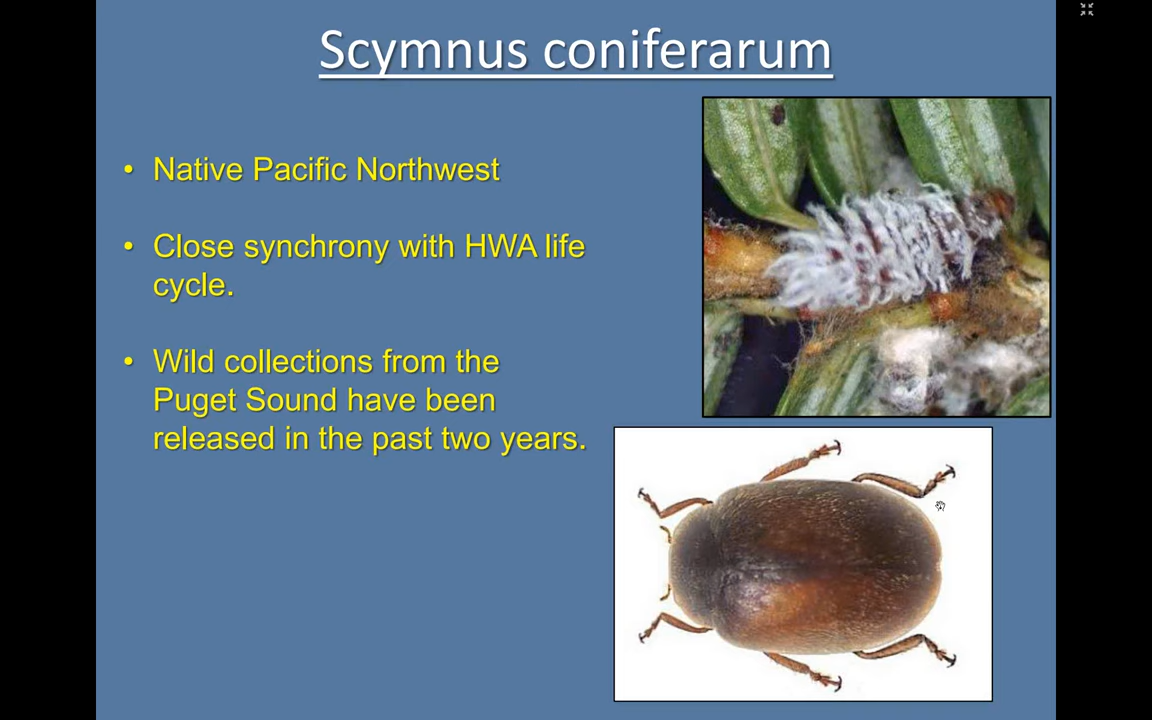 Scymnus coniferarum
• Native Pacific Northwest
• Close synchrony with HWA life
cycle.
• Wild collections from the
Puget Sound have been
released in the past two years.